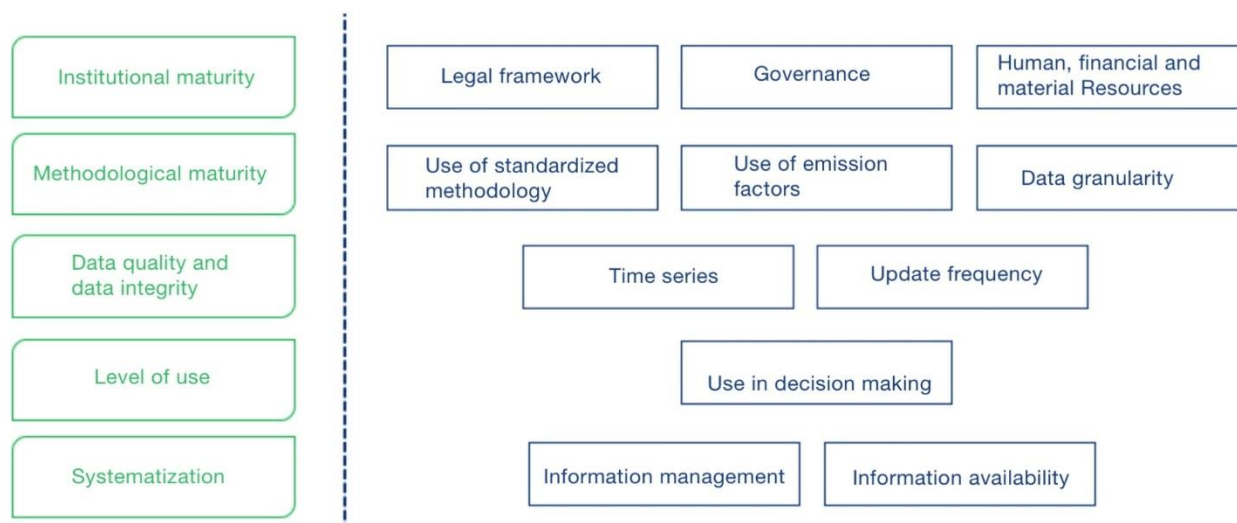 Institutional maturity
Legal framework
Governance
Human, financial and
material Resources
Methodological maturity
Use of standardized
methodology
Use of emission
factors
Data granularity
Data quality and
data integrity
Time series
Update frequency
Level of use
Use in decision making
Systematization
Information management
Information availability